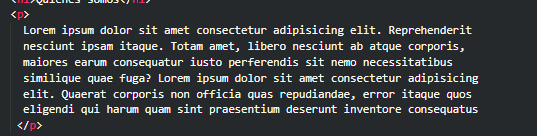 <h1>Quienes somos</h1>
<p>
Lorem ipsum dolor sit amet consectetur adipisicing elit. Reprehenderit
nesciunt ipsam itaque. Totam amet, libero nesciunt ab atque corporis,
maiores earum consequatur iusto perferendis sit nemo necessitatibus
similique quae fuga? Lorem ipsum dolor sit amet consectetur adipisicing
elit. Quaerat corporis non officia quas repudiandae, error itaque quos
eligendi qui harum quam sint praesentium deserunt inventore consequatus
</p>